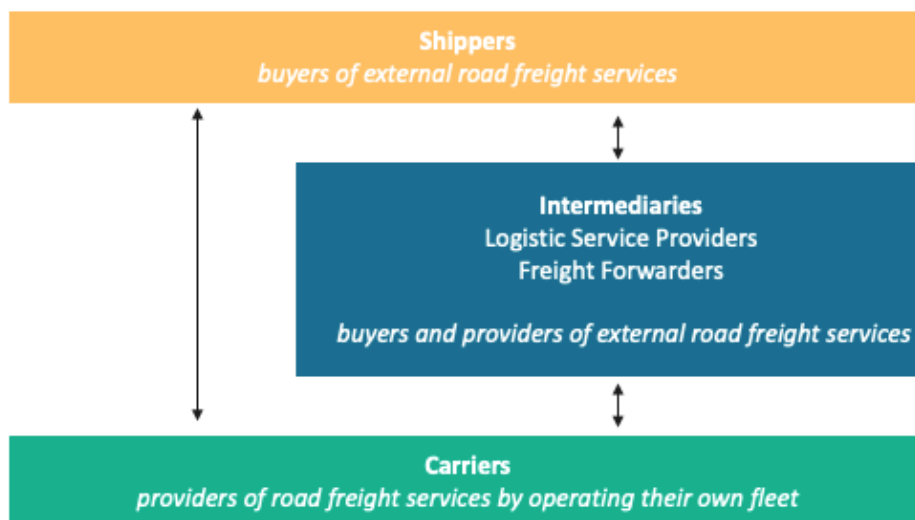 Shippers
buyers of external road freight services
Intermediaries
Logistic Service Providers
Freight Forwarders
buyers and providers of external road freight services
Carriers
providers of road freight services by operating their own fleet